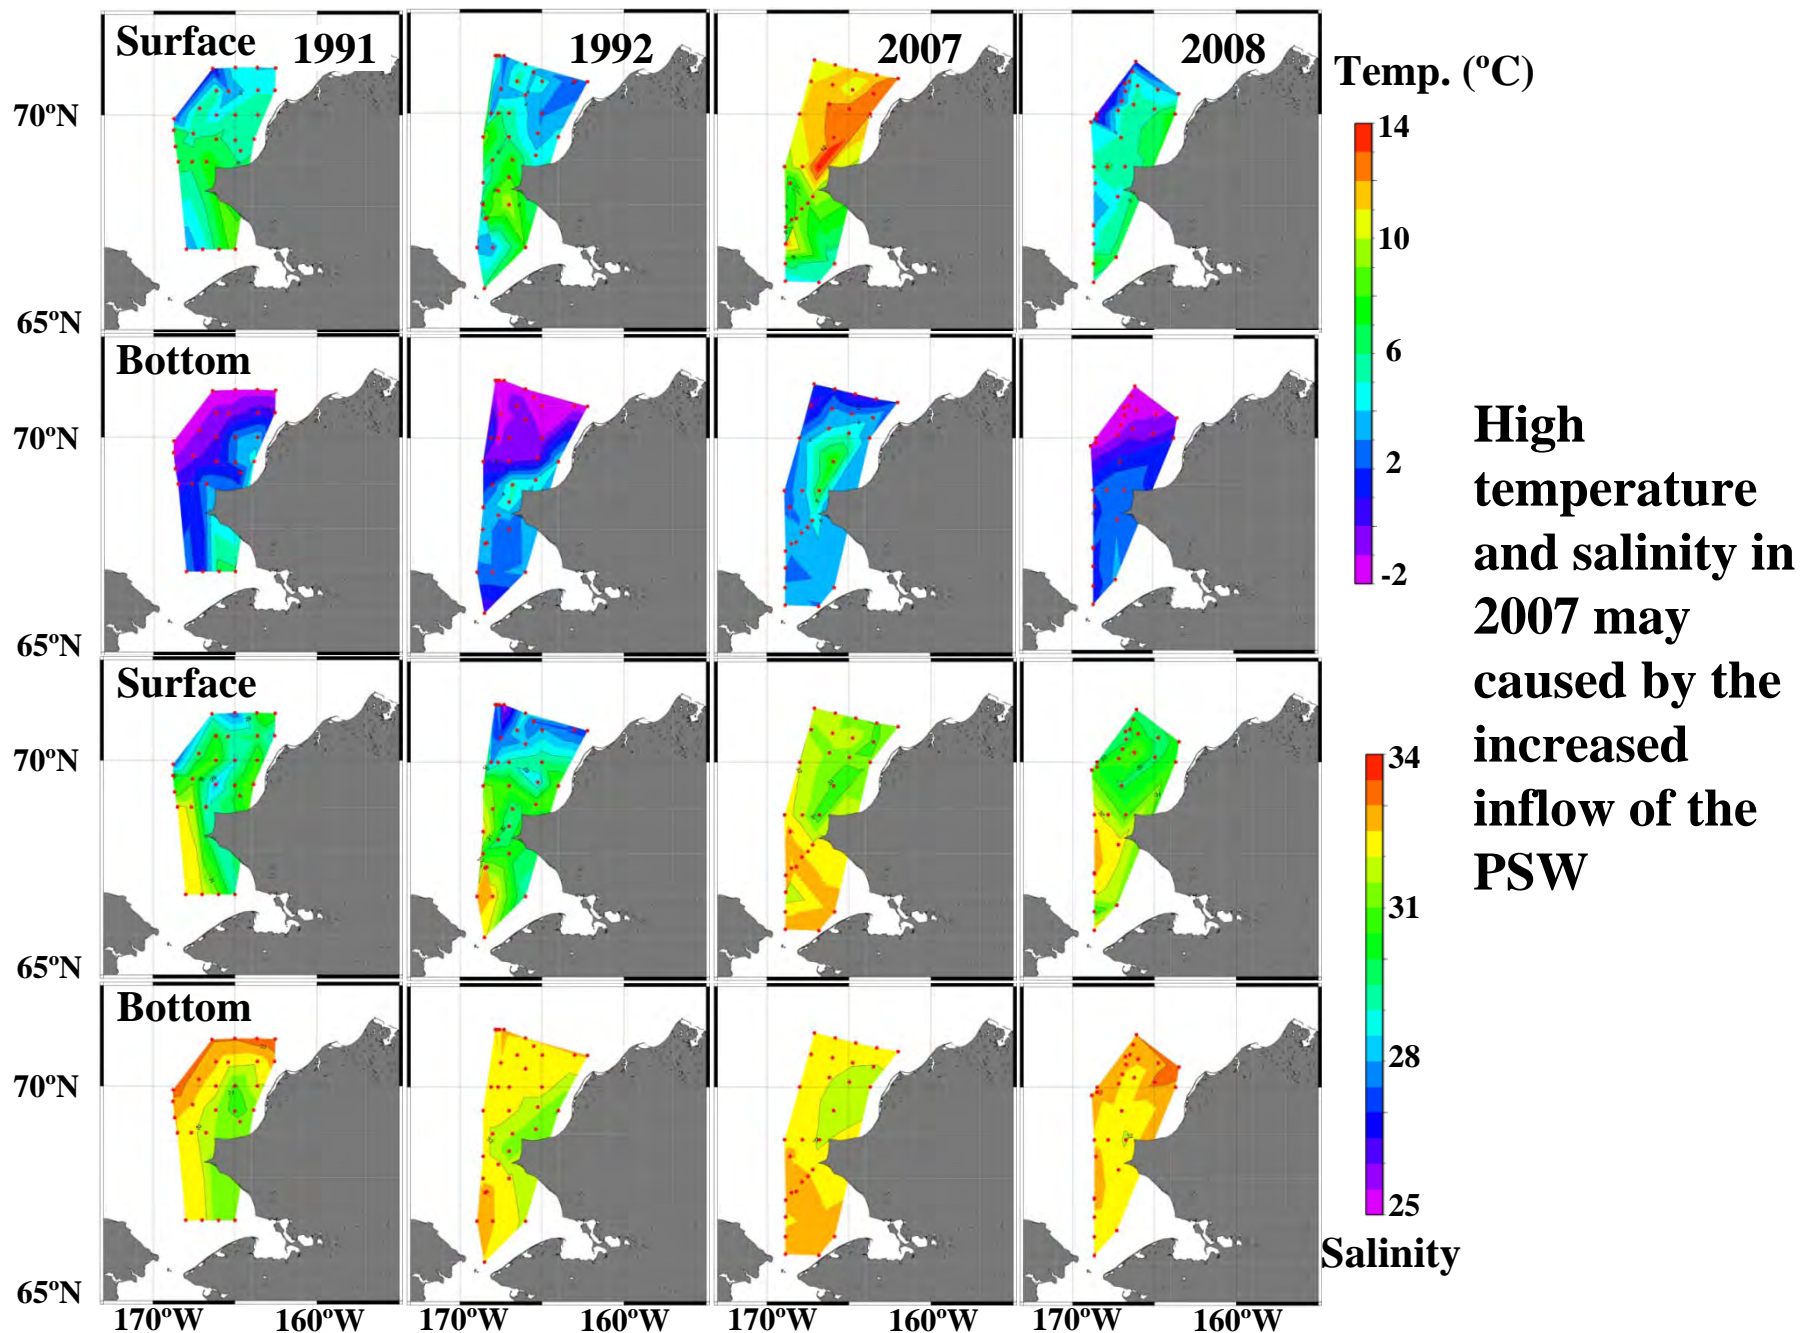 Surface 1991 1992 2007 2008
Temp. (ºC)
70ºN
65ºN
14
10
6
2
-2
Bottom
70ºN
65ºN
High
temperature
and salinity in
2007 may
caused by the
increased
inflow of the
PSW
Surface
70ºN
65ºN
34
31
28
25
Salinity
Bottom
70ºN
65ºN
170ºW 160ºW 170ºW 160ºW 170ºW 160ºW 170ºW 160ºW